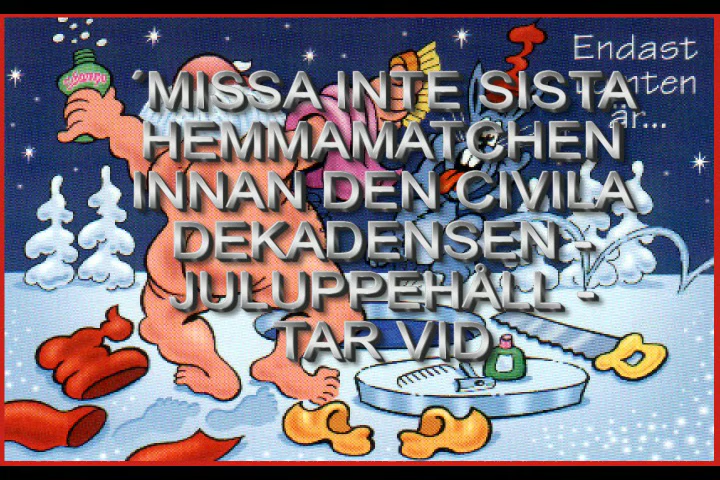 Endast
är...
´MISSA INTE SISTA
HEMMAMATCHEN
INNAN DEN CIVILA
DEKADENSEN -
JULUPPEHÅLL -
TAR VID